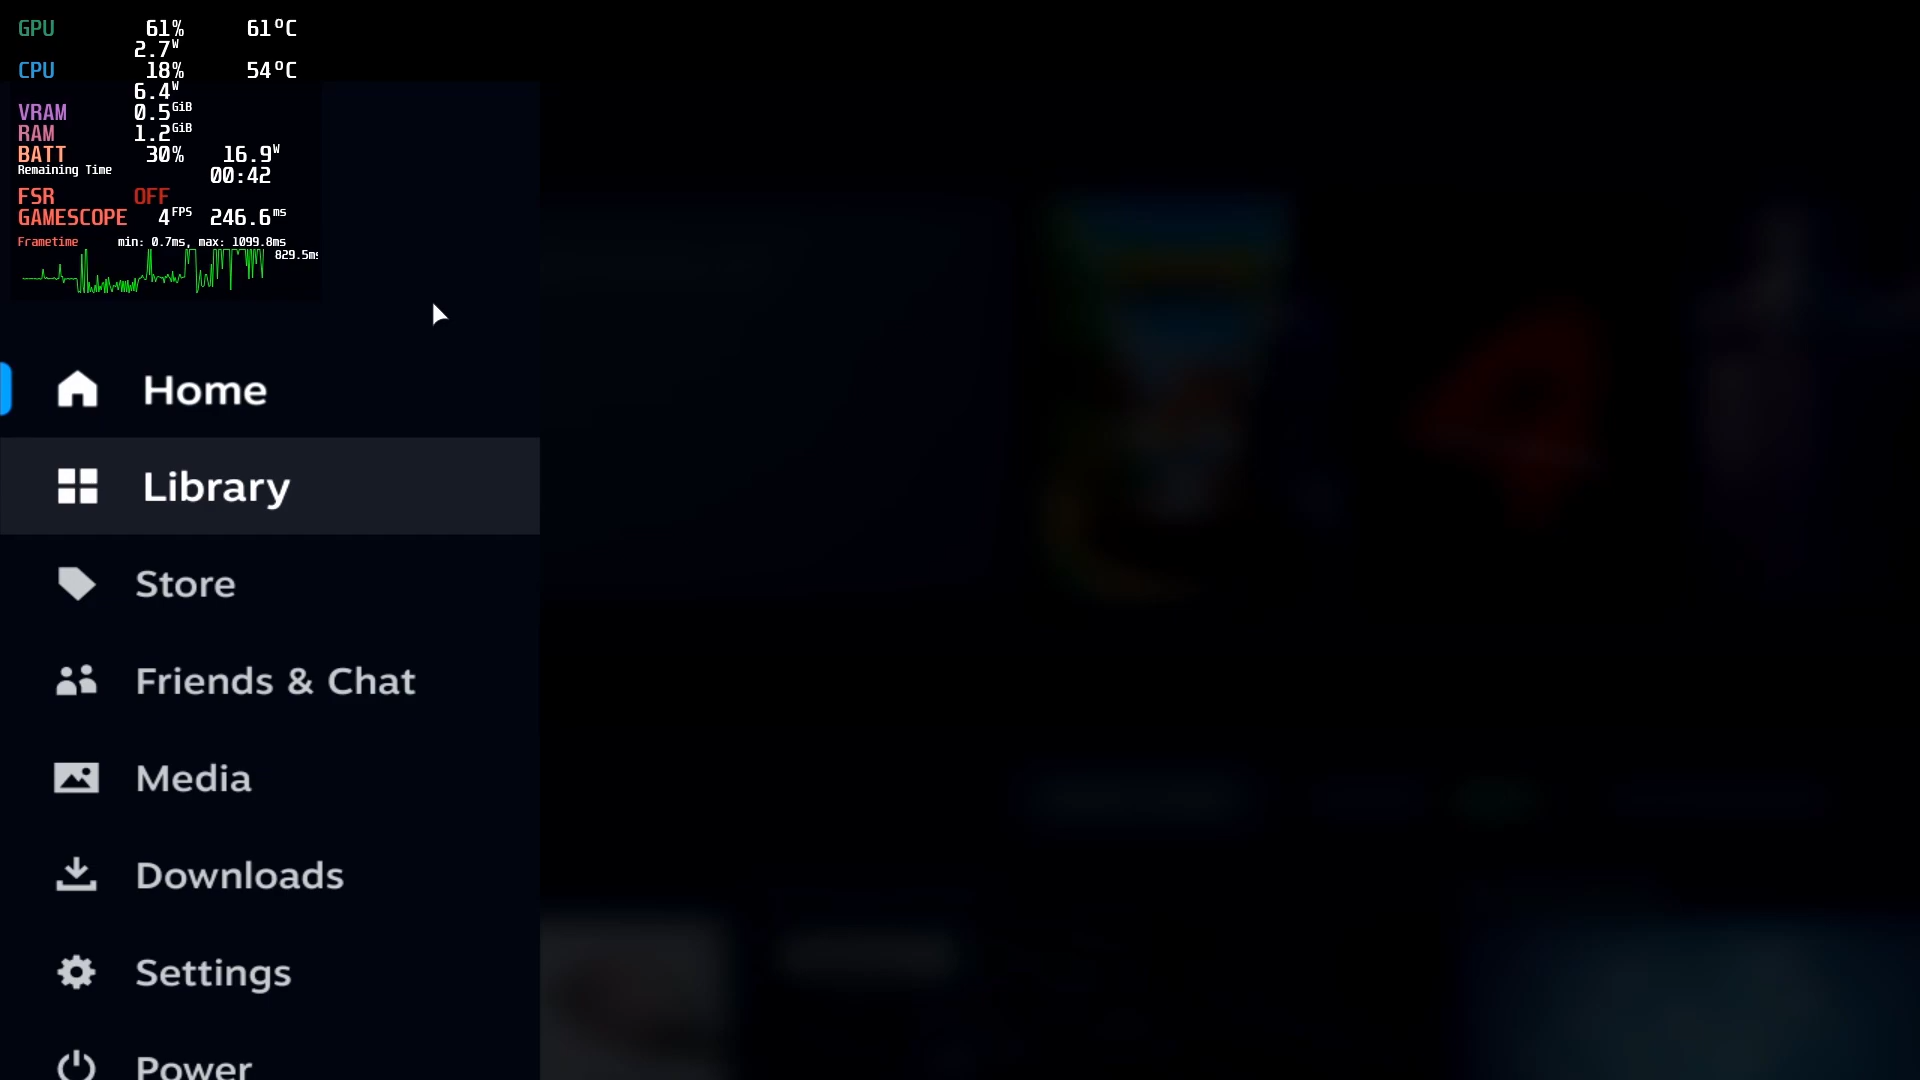 GPU 61% 61°C
2.7W
CPU 18% 54°C
6.4W
VRAM 0.5GiB
RAM 1.2GiB
BATT 30% 16.9W
Remaining Time 00:42
FSR OFF
GAMESCOPE 4FPS 246.6ms
Frametime min: 0.7ms, max: 1099.8ms
829.5ms
Home
Library
Store
Friends & Chat
Media
Downloads
Settings
Power